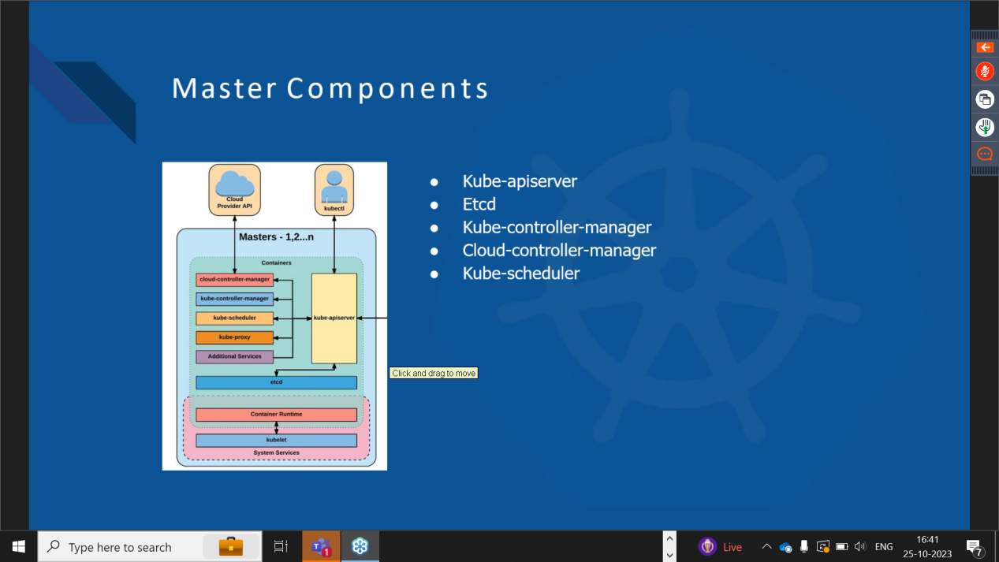 Master Components
Cloud
Provider API
kubectl
Masters - 1,2...n
Containers
cloud-controller-manager
kube-controller-manager
kube-scheduler
kube-proxy
Additional Services
kube-apiserver
etcd
Container Runtime
kubelet
System Services
● Kube-apiserver
● Etcd
● Kube-controller-manager
● Cloud-controller-manager
● Kube-scheduler
Click and drag to move
Type here to search
1
Live
ENG
16:41
25-10-2023
7